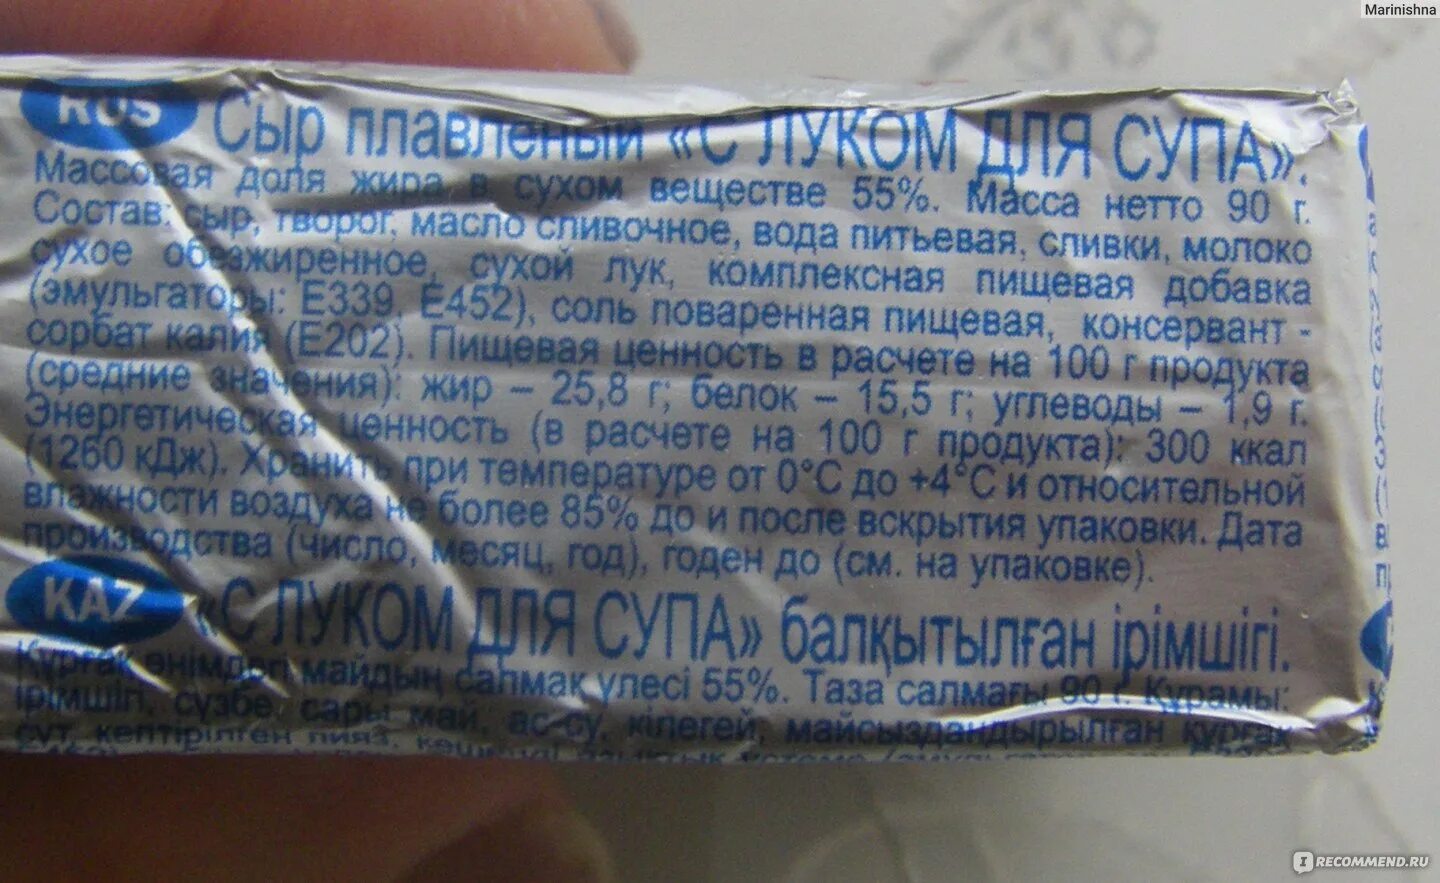 Marinishna
RUS Сыр плавленый «С ЛУКОМ ДЛЯ СУПА».
Массовая доля жира в сухом веществе 55%. Масса нетто 90 г.
Состав: сыр, творог, масло сливочное, вода питьевая, сливки, молоко
сухое обезжиренное, сухой лук, комплексная пищевая добавка
(эмульгаторы: Е339, Е452), соль поваренная пищевая, консервант -
сорбат калия (Е202). Пищевая ценность в расчете на 100 г продукта
(средние значения): жир – 25,8 г; белок – 15,5 г; углеводы – 1,9 г.
Энергетическая ценность (в расчете на 100 г продукта): 300 ккал
(1260 кДж). Хранить при температуре от 0°С до +4°С и относительной
влажности воздуха не более 85% до и после вскрытия упаковки. Дата
производства (число, месяц, год), годен до (см. на упаковке).
KAZ «С ЛУКОМ ДЛЯ СУПА» балқытылған ірімшігі.
Құрғақ өнімдегі майдың салмақ үлесі 55%. Таза салмағы 90 г. Құрамы:
ірімшігі, сүзбе, сары май, ас-су, кілегей, майсыздандырылған құрғақ
сүт, кептірілген пияз,
IRECOMMEND.RU